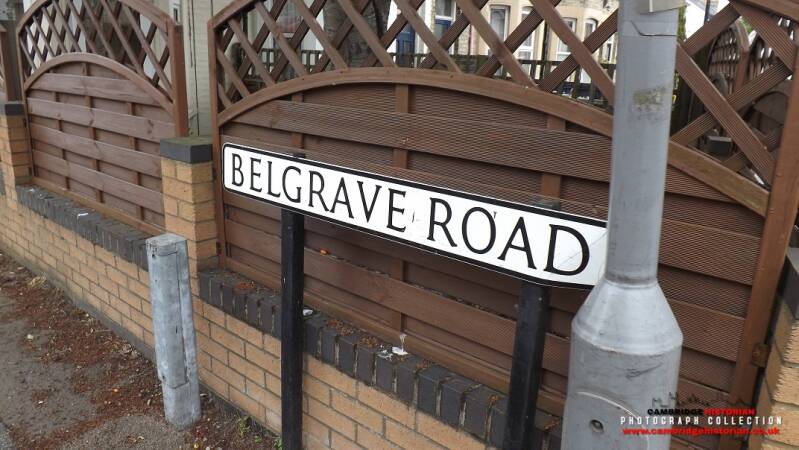 BELGRAVE ROAD
CAMBRIDGE HISTORIAN
PHOTOGRAPH COLLECTION
www.cambridgehistorian.co.uk